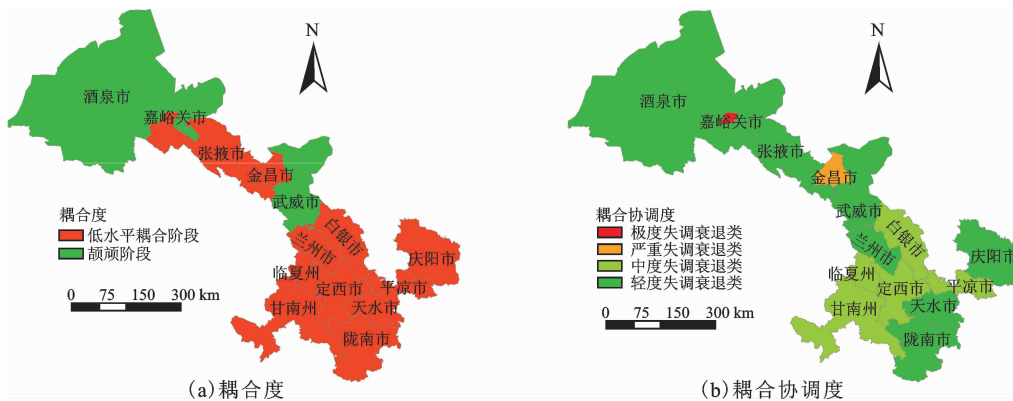 N
酒泉市
嘉峪关市
张掖市
金昌市
武威市
白银市
兰州市
临夏州
定西市
庆阳市
平凉市
甘南州
天水市
陇南市
耦合度
低水平耦合阶段
颉颃阶段
0 75 150 300 km
(a)耦合度
N
酒泉市
嘉峪关市
张掖市
金昌市
武威市
白银市
兰州市
临夏州
定西市
庆阳市
平凉市
甘南州
天水市
陇南市
耦合协调度
极度失调衰退类
严重失调衰退类
中度失调衰退类
轻度失调衰退类
0 75 150 300 km
(b)耦合协调度